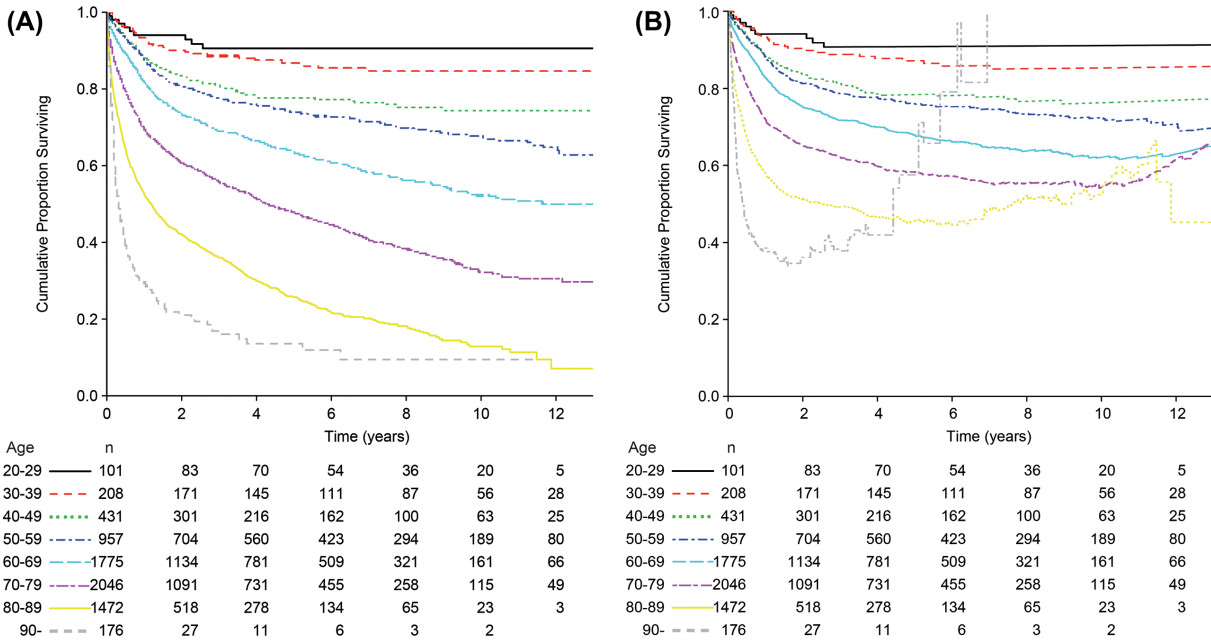 (A)
Cumulative Proportion Surviving
1.0
0.8
0.6
0.4
0.2
0.0
0 2 4 6 8 10 12
Time (years)
Age n
20-29 101 83 70 54 36 20 5
30-39 208 171 145 111 87 56 28
40-49 431 301 216 162 100 63 25
50-59 957 704 560 423 294 189 80
60-69 1775 1134 781 509 321 161 66
70-79 2046 1091 731 455 258 115 49
80-89 1472 518 278 134 65 23 3
90- 176 27 11 6 3 2
(B)
Cumulative Proportion Surviving
1.0
0.8
0.6
0.4
0.2
0.0
0 2 4 6 8 10 12
Time (years)
Age n
20-29 101 83 70 54 36 20 5
30-39 208 171 145 111 87 56 28
40-49 431 301 216 162 100 63 25
50-59 957 704 560 423 294 189 80
60-69 1775 1134 781 509 321 161 66
70-79 2046 1091 731 455 258 115 49
80-89 1472 518 278 134 65 23 3
90- 176 27 11 6 3 2